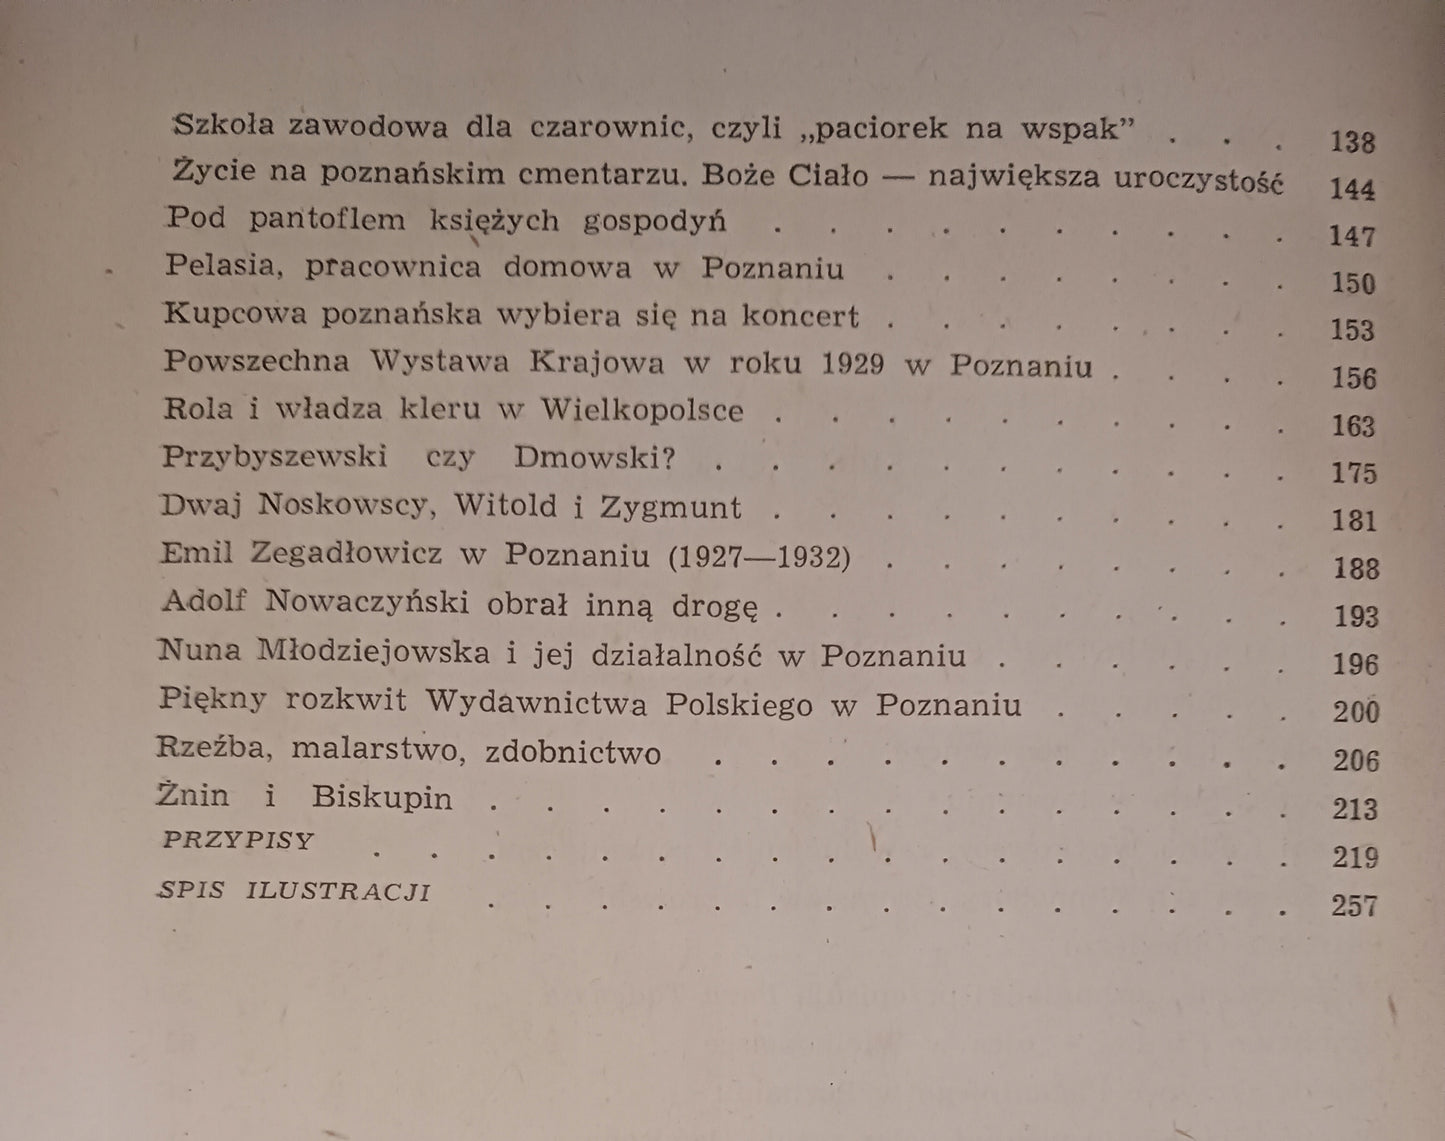 Szkoła zawodowa dla czarownic, czyli „paciorek na wspak” . . . 138
Życie na poznańskim cmentarzu. Boże Ciało — największa uroczystość 144
Pod pantoflem księżych gospodyń . . . . . . . . . . 147
Pelasia, pracownica domowa w Poznaniu . . . . . . . . 150
Kupcowa poznańska wybiera się na koncert . . . . . . . . 153
Powszechna Wystawa Krajowa w roku 1929 w Poznaniu . . . . 156
Rola i władza kleru w Wielkopolsce . . . . . . . . . . 163
Przybyszewski czy Dmowski? . . . . . . . . . . . 175
Dwaj Noskowscy, Witold i Zygmunt . . . . . . . . . . 181
Emil Zegadłowicz w Poznaniu (1927—1932) . . . . . . . . 188
Adolf Nowaczyński obrał inną drogę . . . . . . . . . . 193
Nuna Młodziejowska i jej działalność w Poznaniu . . . . . . 196
Piękny rozkwit Wydawnictwa Polskiego w Poznaniu . . . . . 200
Rzeźba, malarstwo, zdobnictwo . . . . . . . . . . . 206
Żnin i Biskupin . . . . . . . . . . . . . . . 213
PRZYPISY . . . . . . . . . . . . . . . . . 219
SPIS ILUSTRACJI . . . . . . . . . . . . . . . 257